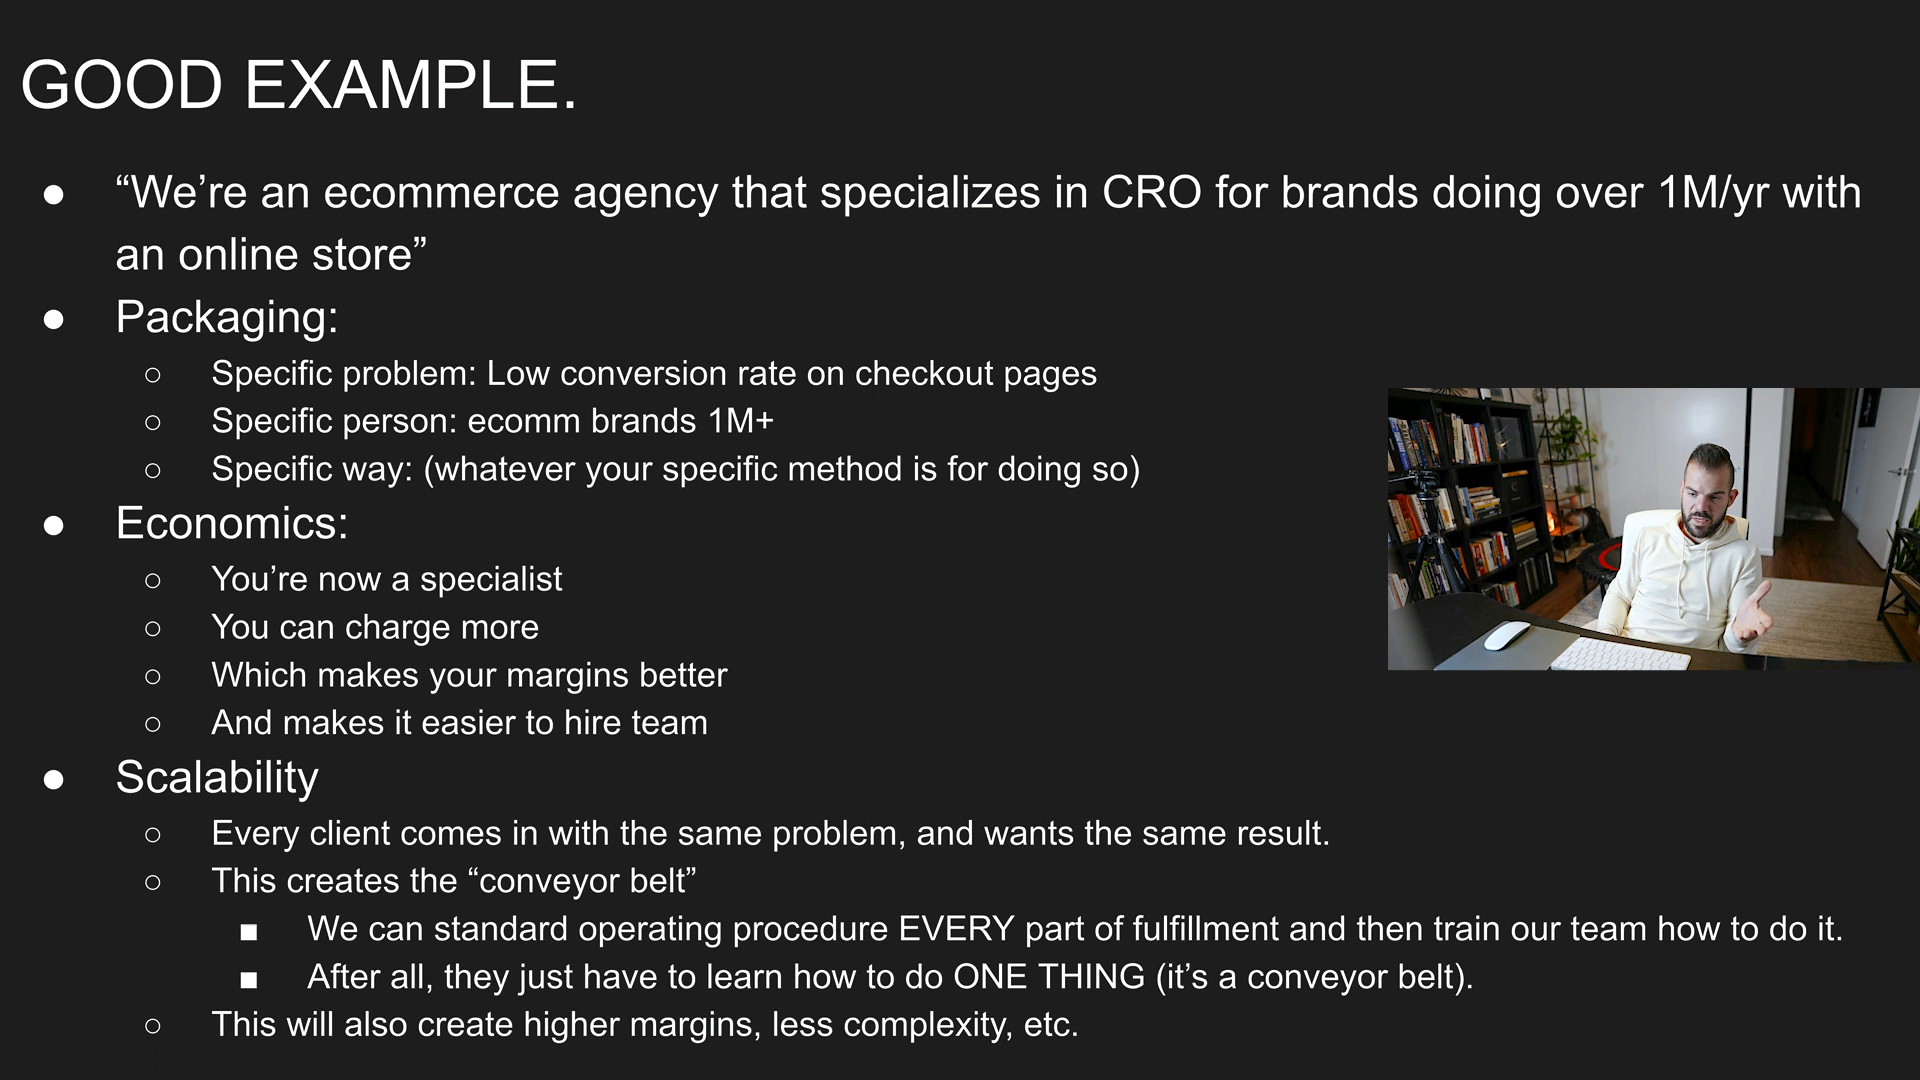 GOOD EXAMPLE.
● “We’re an ecommerce agency that specializes in CRO for brands doing over 1M/yr with
an online store”
● Packaging:
○ Specific problem: Low conversion rate on checkout pages
○ Specific person: ecomm brands 1M+
○ Specific way: (whatever your specific method is for doing so)
● Economics:
○ You’re now a specialist
○ You can charge more
○ Which makes your margins better
○ And makes it easier to hire team
● Scalability
○ Every client comes in with the same problem, and wants the same result.
○ This creates the “conveyor belt”
■ We can standard operating procedure EVERY part of fulfillment and then train our team how to do it.
■ After all, they just have to learn how to do ONE THING (it’s a conveyor belt).
○ This will also create higher margins, less complexity, etc.